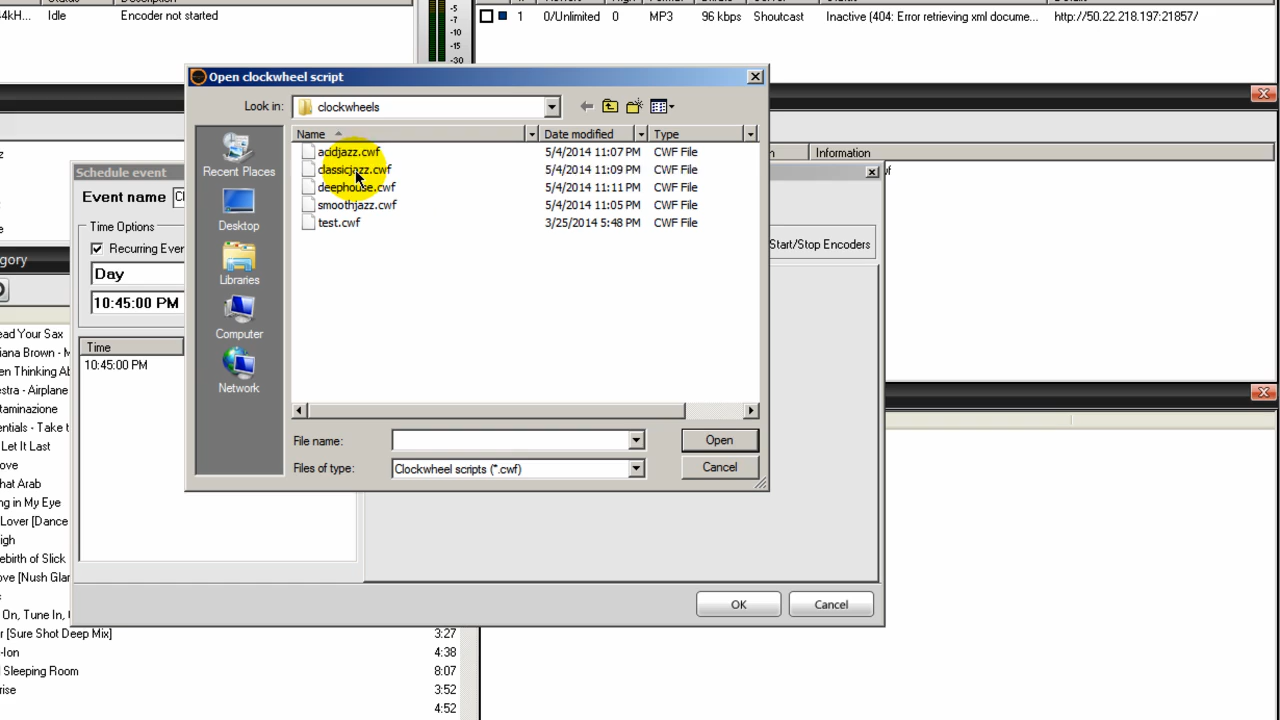 Idle
Encoder not started
-5
-7
-10
-15
-30
1 0/Unlimited 0 MP3 96 kbps Shoutcast Inactive (404: Error retrieving xml docume... http://50.22.218.197:21857/
Open clockwheel script
Look in: clockwheels
Name Date modified Type
acidjazz.cwf 5/4/2014 11:07 PM CWF File
classicjazz.cwf 5/4/2014 11:09 PM CWF File
deephouse.cwf 5/4/2014 11:11 PM CWF File
smoothjazz.cwf 5/4/2014 11:05 PM CWF File
test.cwf 3/25/2014 5:48 PM CWF File
Recent Places
Desktop
Libraries
Computer
Network
File name:
Open
Files of type: Clockwheel scripts (*.cwf)
Cancel
Information
Schedule event
Event name
Time Options
Recurring Ever
Day
10:45:00 PM
Start/Stop Encoders
Time
10:45:00 PM
OK
Cancel
gory
ead Your Sax
iana Brown - M
en Thinking Ab
estra - Airplane
taminazione
entials - Take t
Let It Last
ove
hat Arab
ng in My Eye
Lover [Dance
igh
ebirth of Slick
ove [Nush Glar
On, Tune In,
r [Sure Shot Deep Mix] 3:27
-Ion 4:38
l Sleeping Room 8:07
rise 3:52
4:52